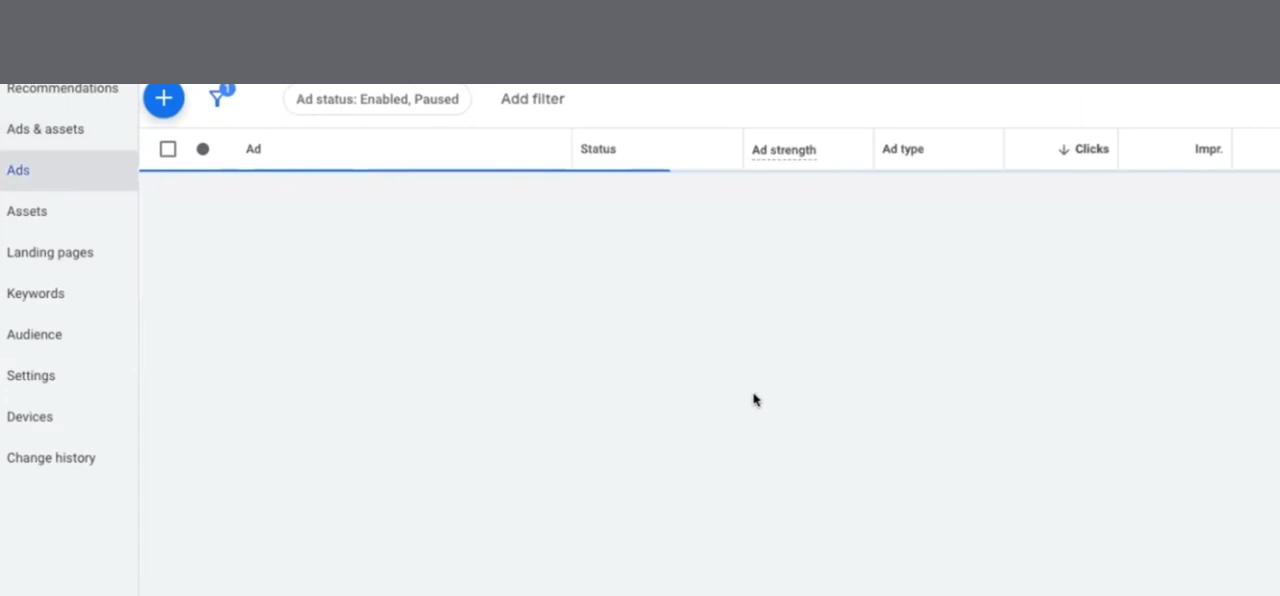 Recommendations
1
Ad status: Enabled, Paused
Add filter
Ads & assets
Ad
Status
Ad strength
Ad type
Clicks
Impr.
Ads
Assets
Landing pages
Keywords
Audience
Settings
Devices
Change history